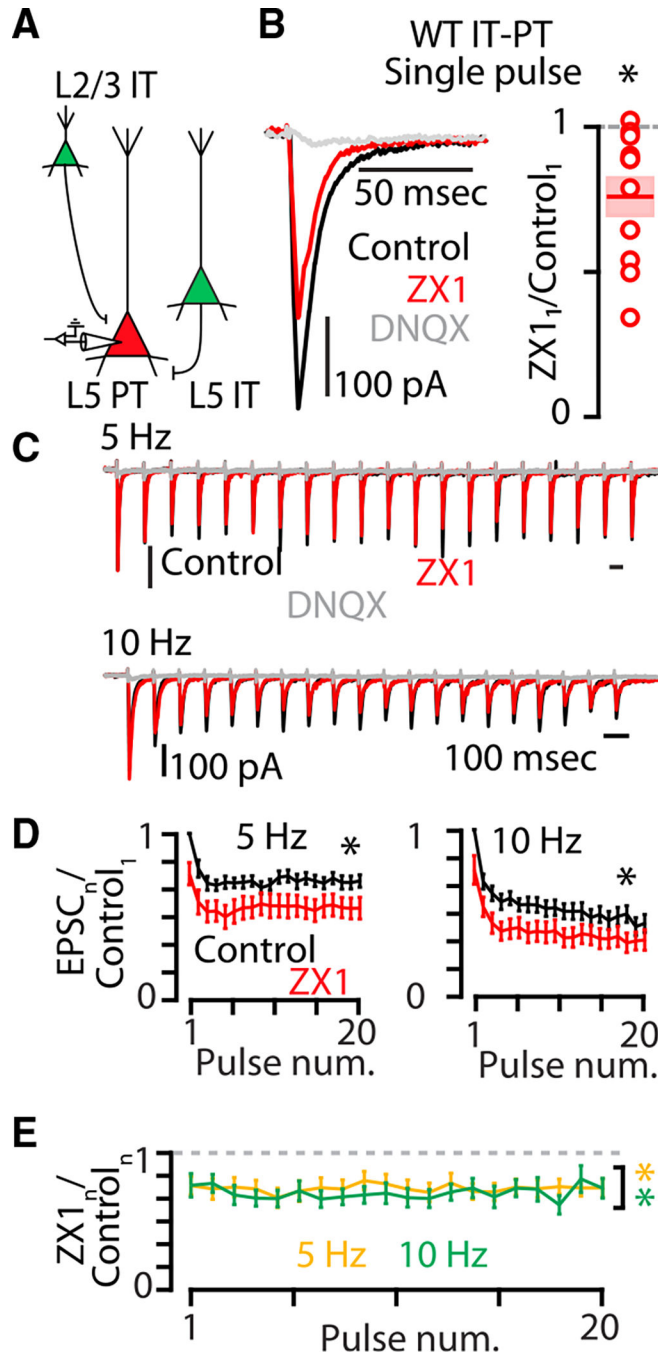 A
L2/3 IT
L5 PT
L5 IT
B
WT IT-PT
Single pulse *
50 msec
Control
ZX1
DNQX
100 pA
1
ZX1₁/Control₁
0
C
5 Hz
Control
ZX1
DNQX
10 Hz
100 pA
100 msec
D
1
5 Hz *
EPSCₙ/
Control₁
Control
ZX1
0
1
20
Pulse num.
1
10 Hz
*
0
1
20
Pulse num.
E
1
ZX1ₙ/
Controlₙ
*
*
5 Hz 10 Hz
0
1
20
Pulse num.